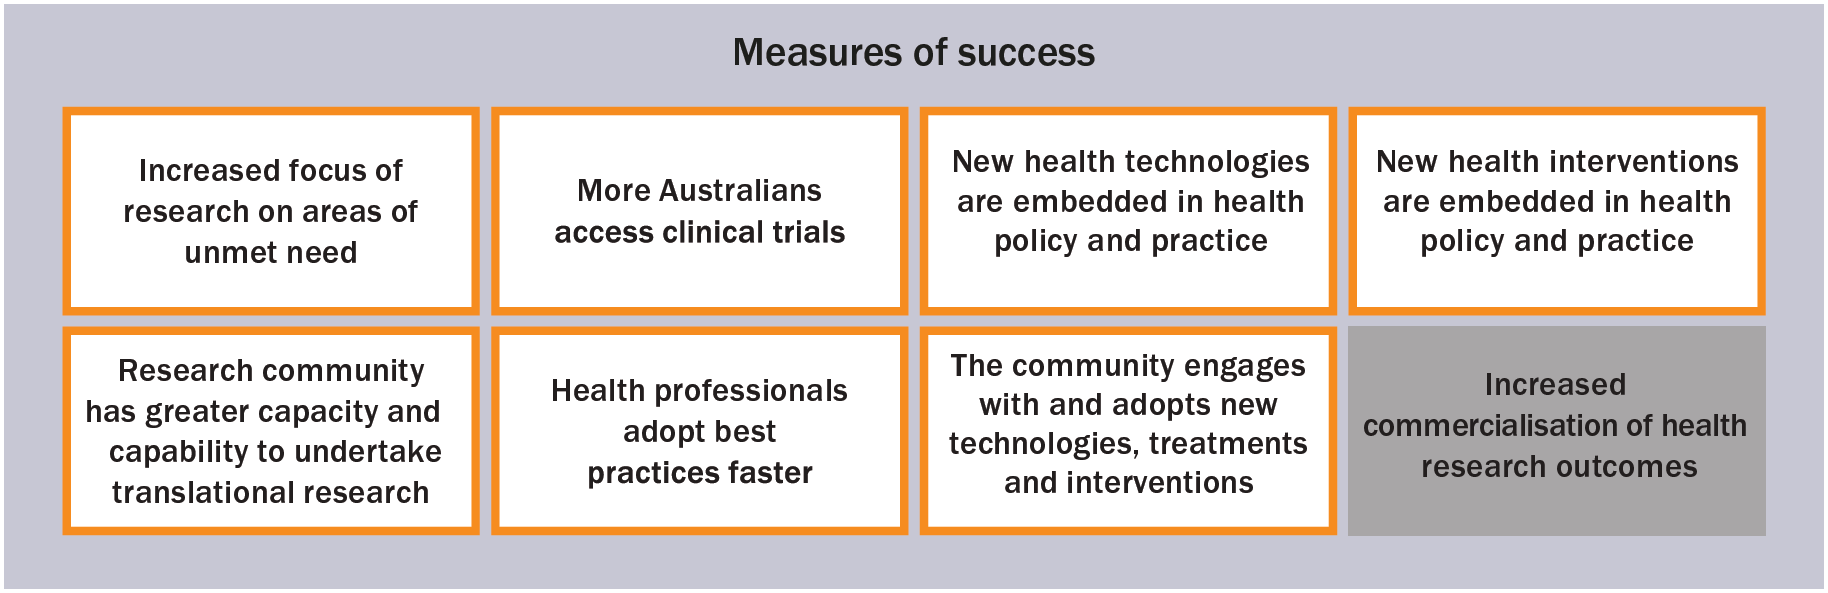 Measures of success
Increased focus of
research on areas of
unmet need
More Australians
access clinical trials
New health technologies
are embedded in health
policy and practice
New health interventions
are embedded in health
policy and practice
Research community
has greater capacity and
capability to undertake
translational research
Health professionals
adopt best
practices faster
The community engages
with and adopts new
technologies, treatments
and interventions
Increased
commercialisation of health
research outcomes